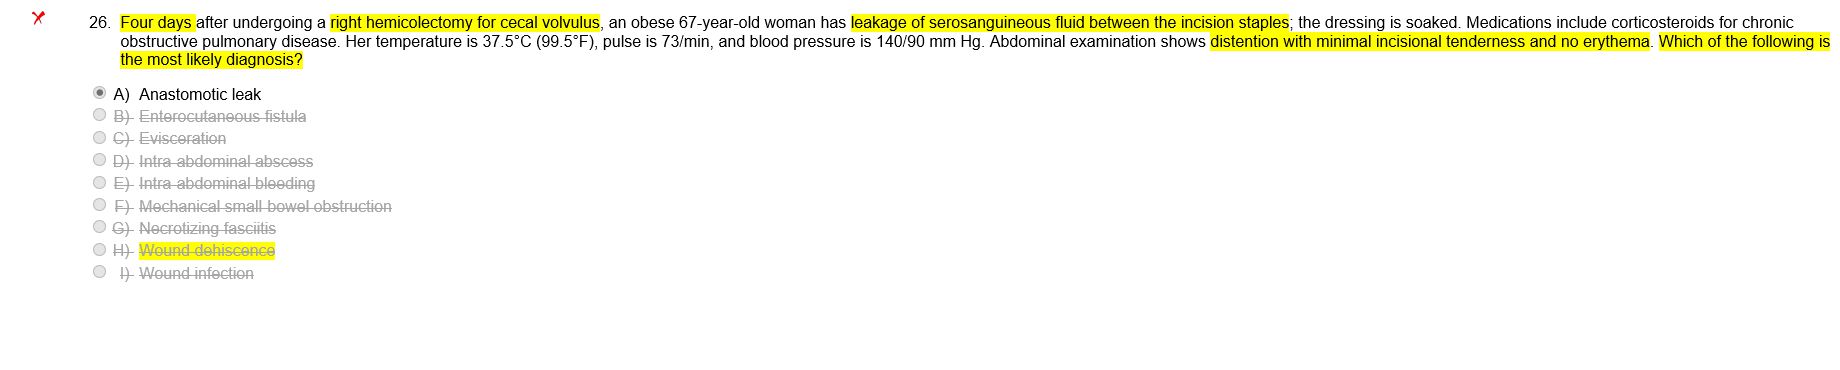 26. Four days after undergoing a right hemicolectomy for cecal volvulus, an obese 67-year-old woman has leakage of serosanguineous fluid between the incision staples; the dressing is soaked. Medications include corticosteroids for chronic
obstructive pulmonary disease. Her temperature is 37.5°C (99.5°F), pulse is 73/min, and blood pressure is 140/90 mm Hg. Abdominal examination shows distention with minimal incisional tenderness and no erythema. Which of the following is
the most likely diagnosis?
A) Anastomotic leak
B) Enterocutaneous fistula
C) Evisceration
D) Intra abdominal abscess
E) Intra abdominal bleeding
F) Mechanical small bowel obstruction
G) Necrotizing fasciitis
H) Wound dehiscence
I) Wound infection